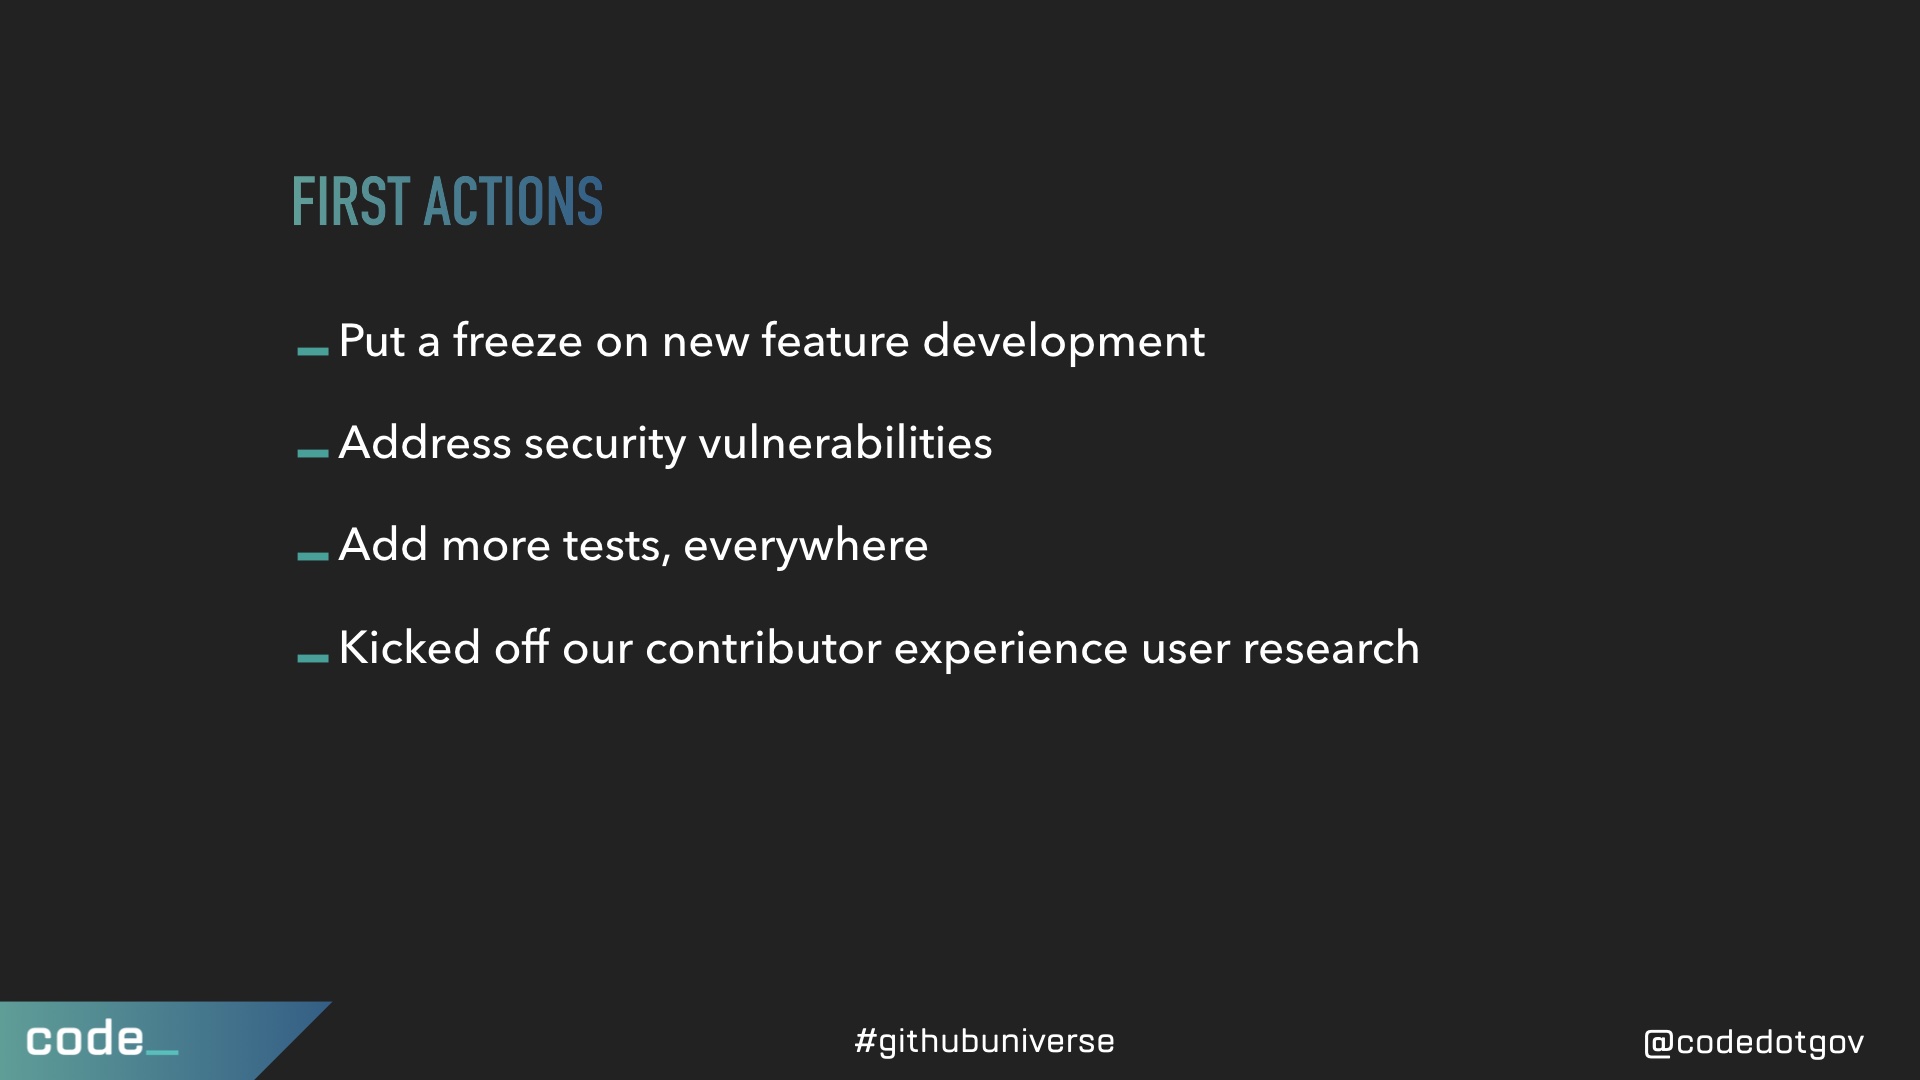 FIRST ACTIONS
Put a freeze on new feature development
Address security vulnerabilities
Add more tests, everywhere
Kicked off our contributor experience user research
code_
#githubuniverse
@codedotgov